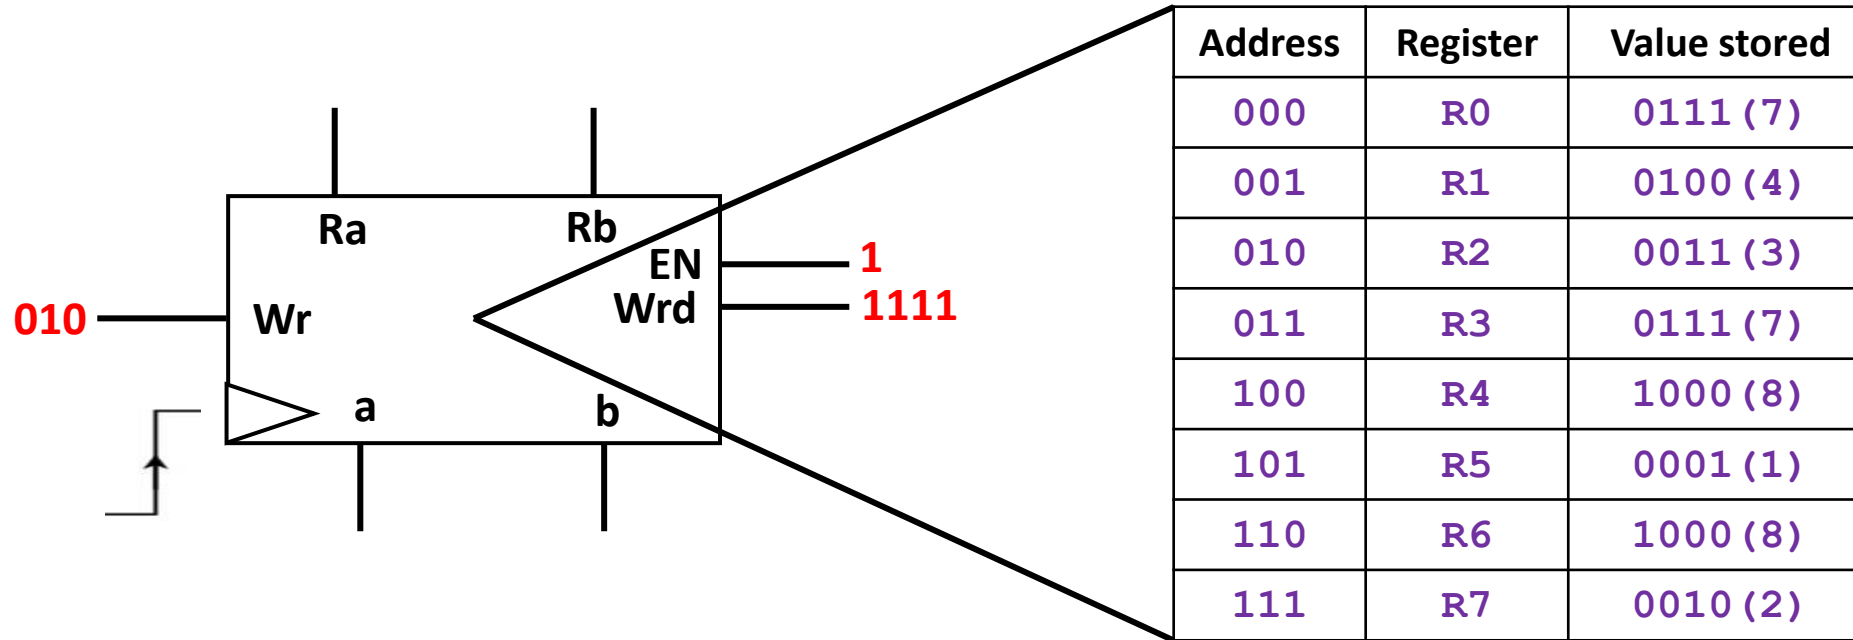 Ra
Rb
EN
1
Wrd
1111
010
Wr
a
b
Address Register Value stored
000 R0 0111(7)
001 R1 0100(4)
010 R2 0011(3)
011 R3 0111(7)
100 R4 1000(8)
101 R5 0001(1)
110 R6 1000(8)
111 R7 0010(2)